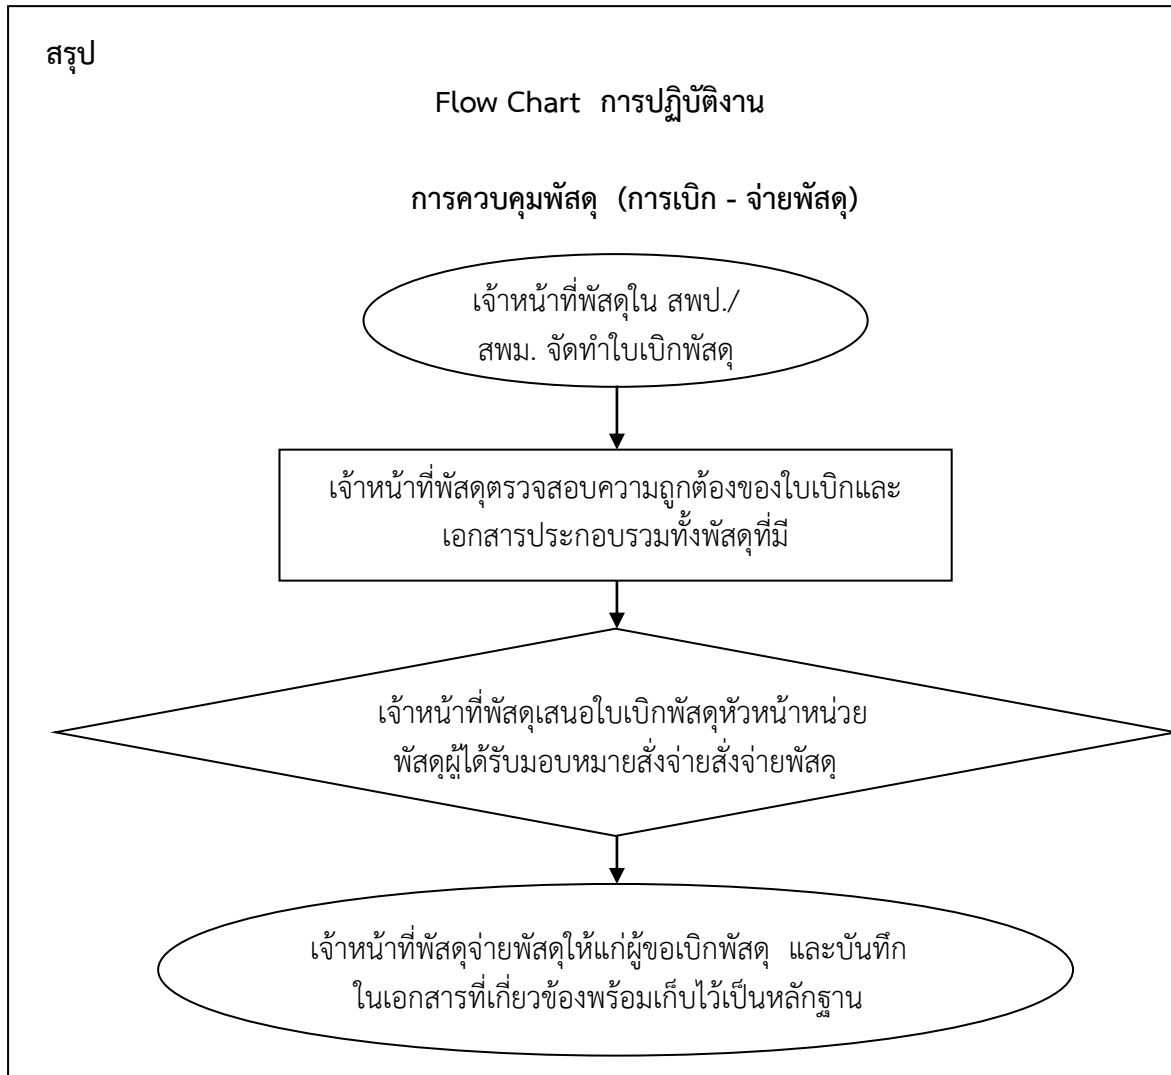 สรุป
Flow Chart การปฏิบัติงาน
การควบคุมพัสดุ (การเบิก - จ่ายพัสดุ)
เจ้าหน้าที่พัสดุใน สพป./
สพม. จัดทำใบเบิกพัสดุ
เจ้าหน้าที่พัสดุตรวจสอบความถูกต้องของใบเบิกและ
เอกสารประกอบรวมทั้งพัสดุที่มี
เจ้าหน้าที่พัสดุเสนอใบเบิกพัสดุหัวหน้าหน่วย
พัสดุผู้ได้รับมอบหมายสั่งจ่ายสั่งจ่ายพัสดุ
เจ้าหน้าที่พัสดุจ่ายพัสดุให้แก่ผู้ขอเบิกพัสดุ และบันทึก
ในเอกสารที่เกี่ยวข้องพร้อมเก็บไว้เป็นหลักฐาน